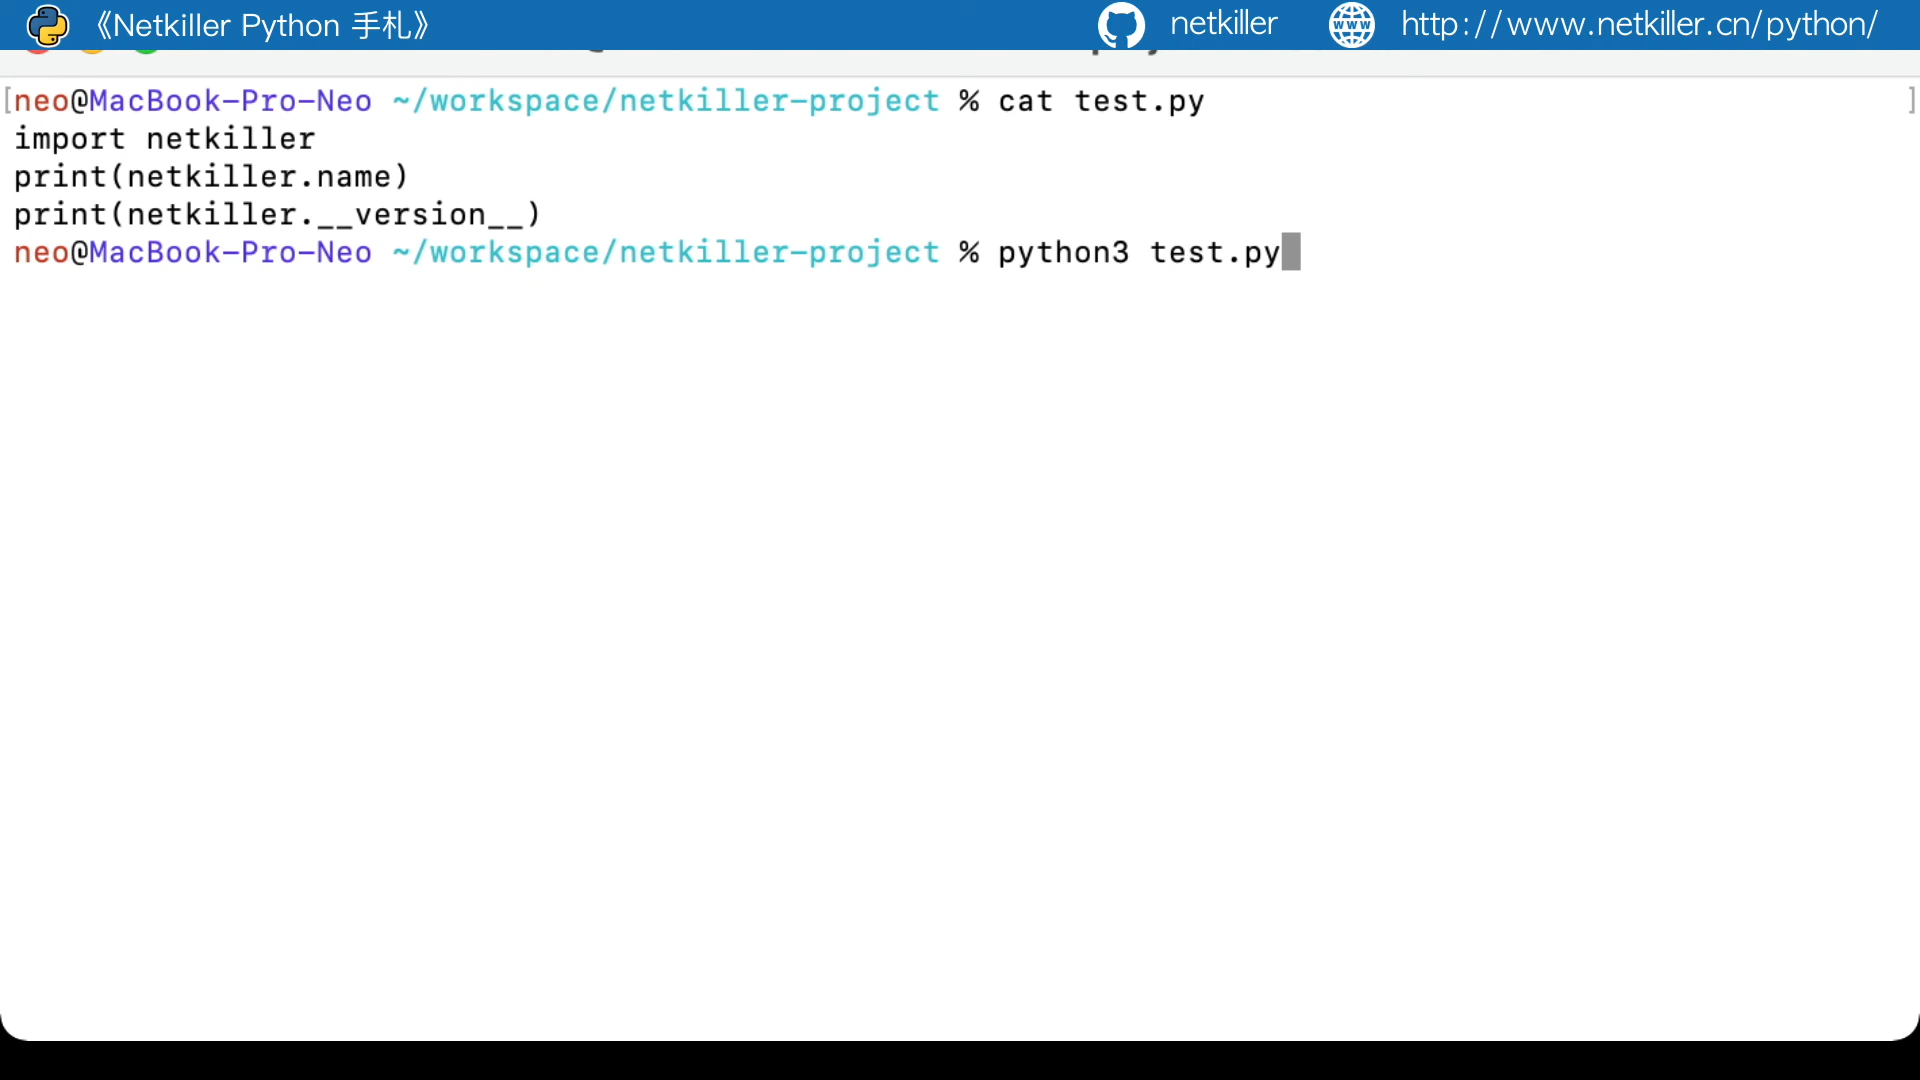 《Netkiller Python 手札》 netkiller http://www.netkiller.cn/python/
[neo@MacBook-Pro-Neo ~/workspace/netkiller-project % cat test.py ]
import netkiller
print(netkiller.name)
print(netkiller.__version__)
neo@MacBook-Pro-Neo ~/workspace/netkiller-project % python3 test.py